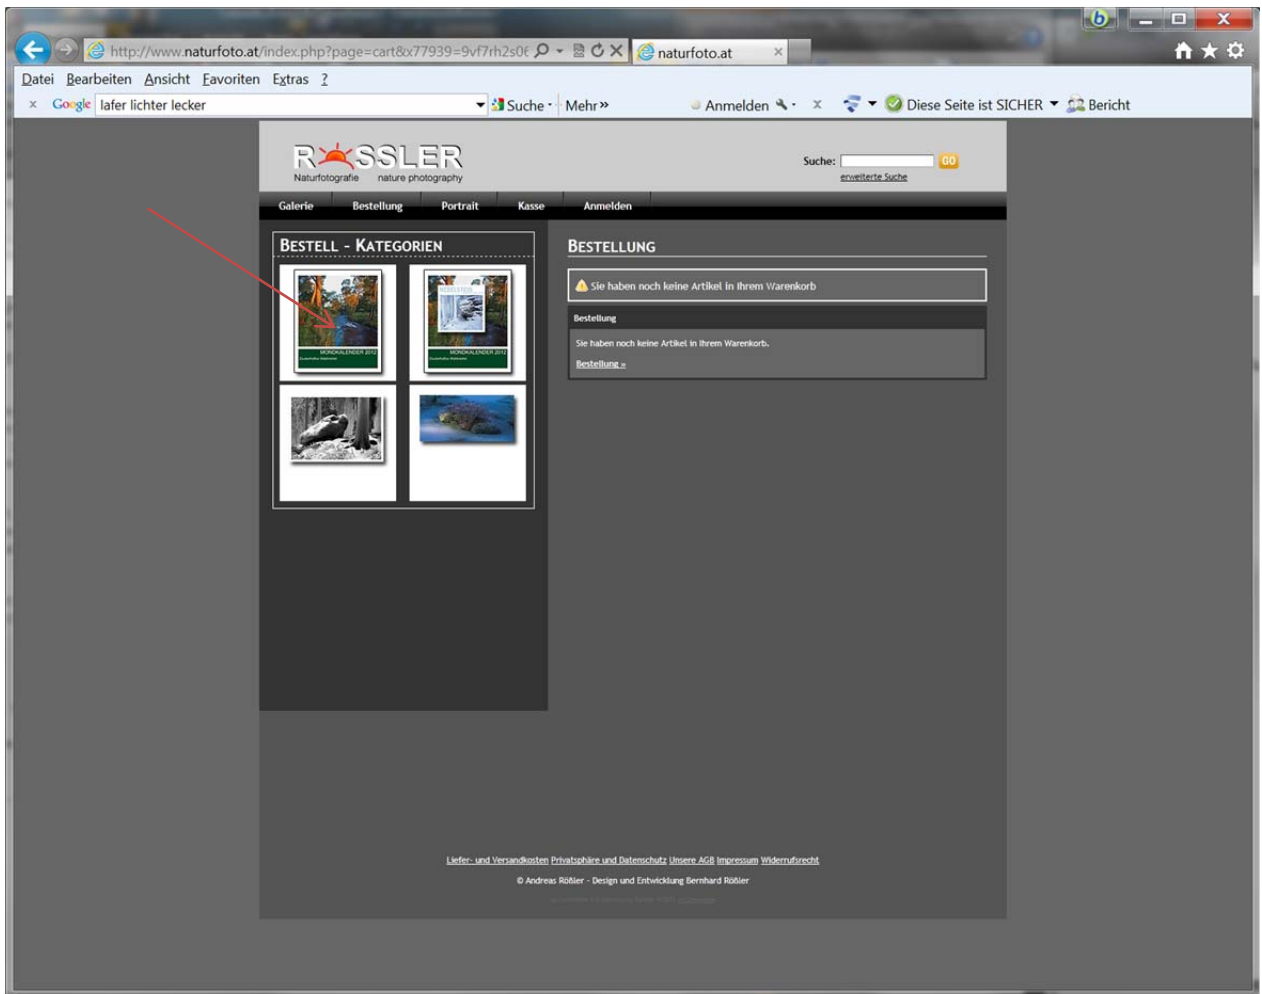 http://www.naturfoto.at/index.php?page=cart&x77939=9vf7rh2s06
naturfoto.at
Datei Bearbeiten Ansicht Favoriten Extras ?
Google lafer lichter lecker Suche Mehr» Anmelden Diese Seite ist SICHER Bericht
RÖSSLER
Naturfotografie nature photography
Suche: GO
erweiterte Suche
Galerie Bestellung Portrait Kasse Anmelden
BESTELL - KATEGORIEN
MONDKALENDER 2012
NEBELSTEIN
MONDKALENDER 2012
BESTELLUNG
Sie haben noch keine Artikel in Ihrem Warenkorb
Bestellung
Sie haben noch keine Artikel in Ihrem Warenkorb.
Bestellung »
Liefer- und Versandkosten Privatsphäre und Datenschutz Unsere AGB Impressum Widerrufsrecht
© Andreas Rößler - Design und Entwicklung Bernhard Rößler